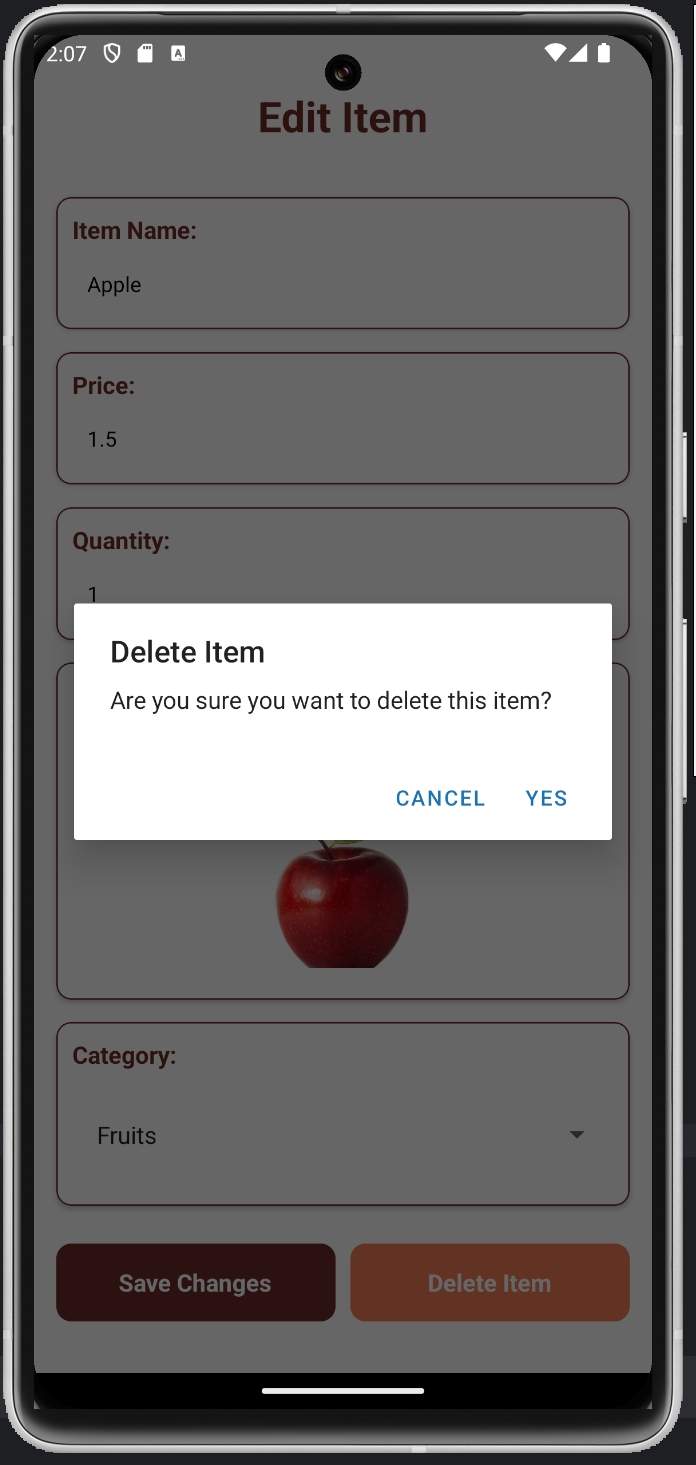 2:07
Edit Item
Item Name:
Apple
Price:
1.5
Quantity:
1
Delete Item
Are you sure you want to delete this item?
CANCEL YES
Category:
Fruits
Save Changes Delete Item